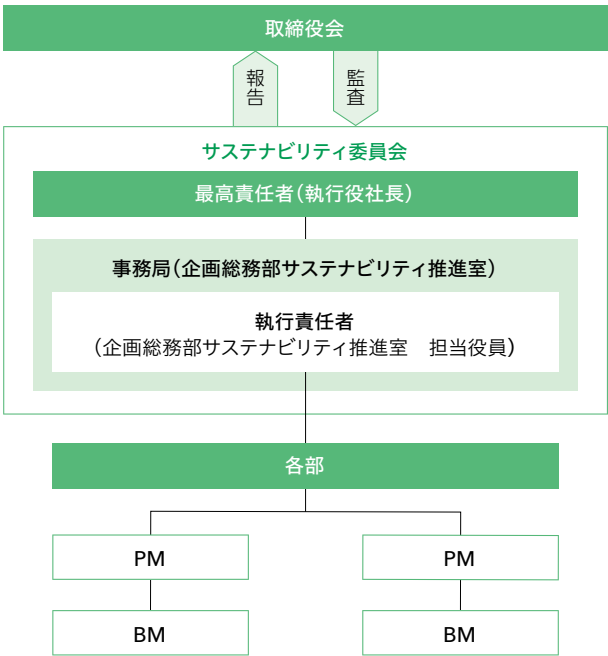 取締役会
報告
監査
サステナビリティ委員会
最高責任者(執行役社長)
事務局(企画総務部サステナビリティ推進室)
執行責任者
(企画総務部サステナビリティ推進室　担当役員)
各部
PM
PM
BM
BM